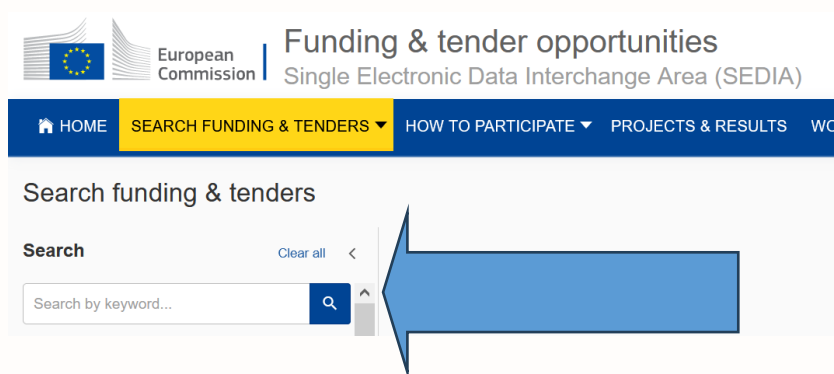 European
Commission
Funding & tender opportunities
Single Electronic Data Interchange Area (SEDIA)
HOME SEARCH FUNDING & TENDERS HOW TO PARTICIPATE PROJECTS & RESULTS
Search funding & tenders
Search Clear all
Search by keyword...